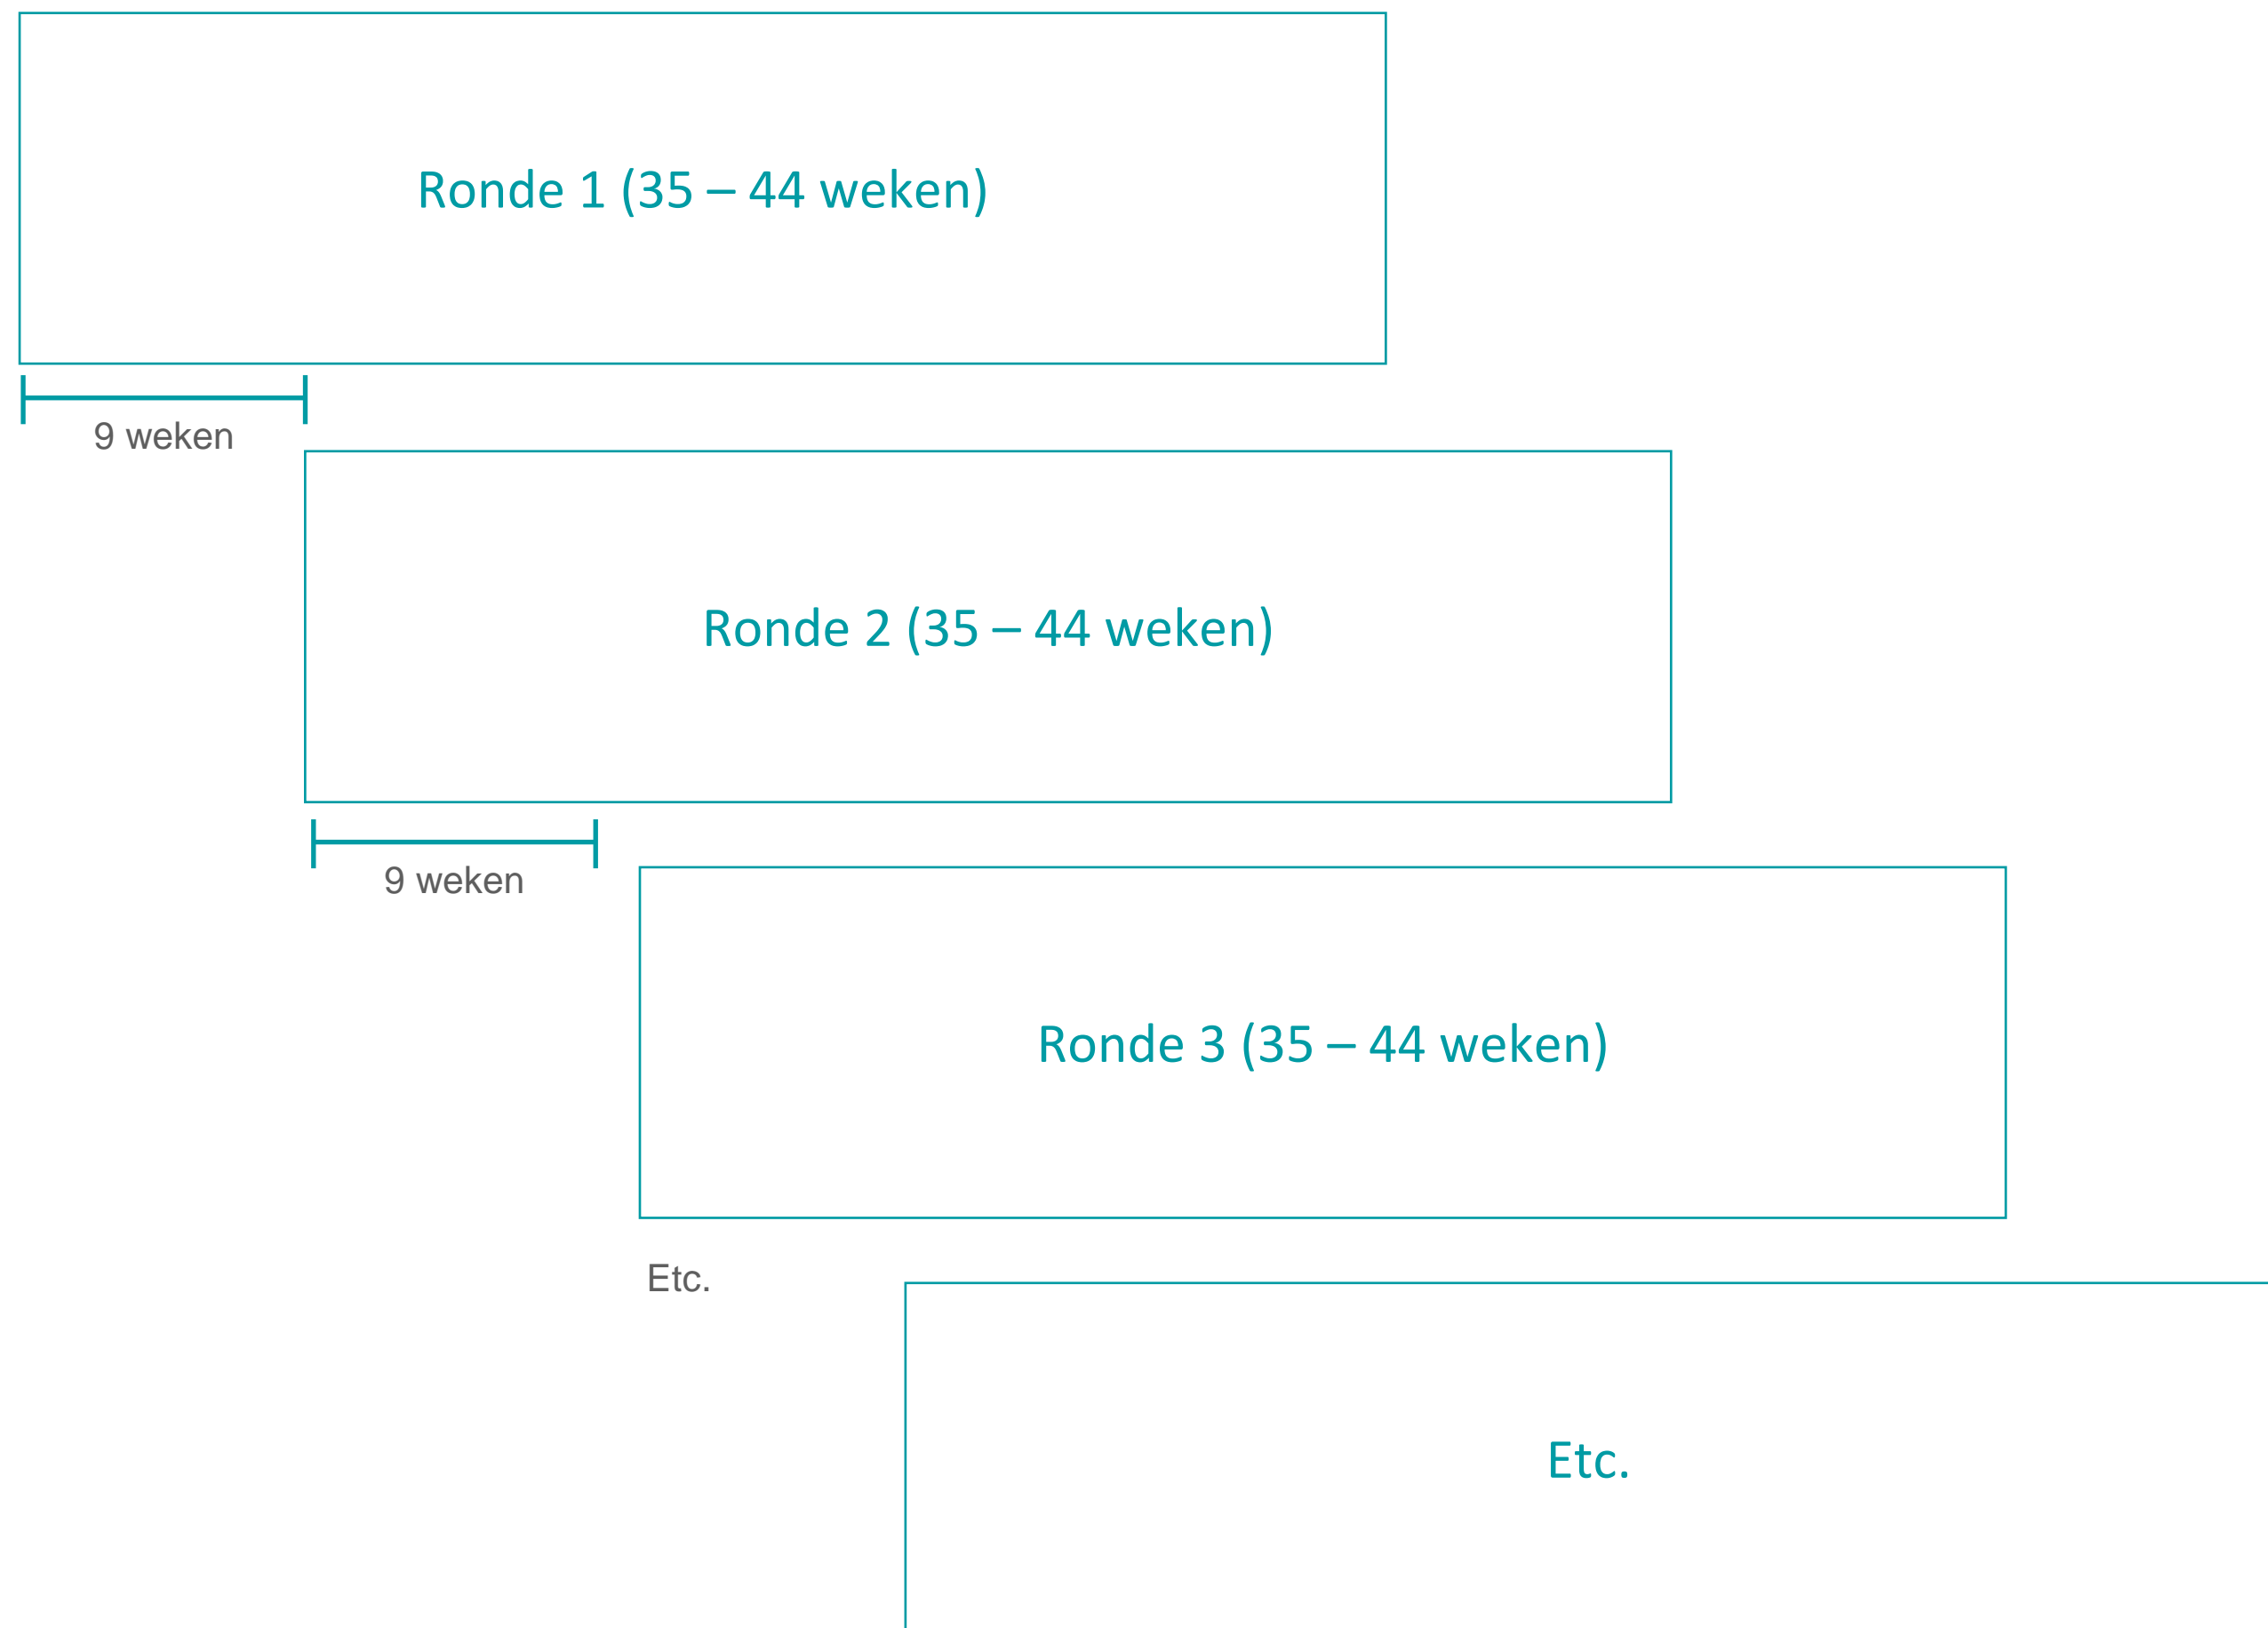 Ronde 1 (35 – 44 weken)
9 weken
Ronde 2 (35 – 44 weken)
9 weken
Ronde 3 (35 – 44 weken)
Etc.
Etc.